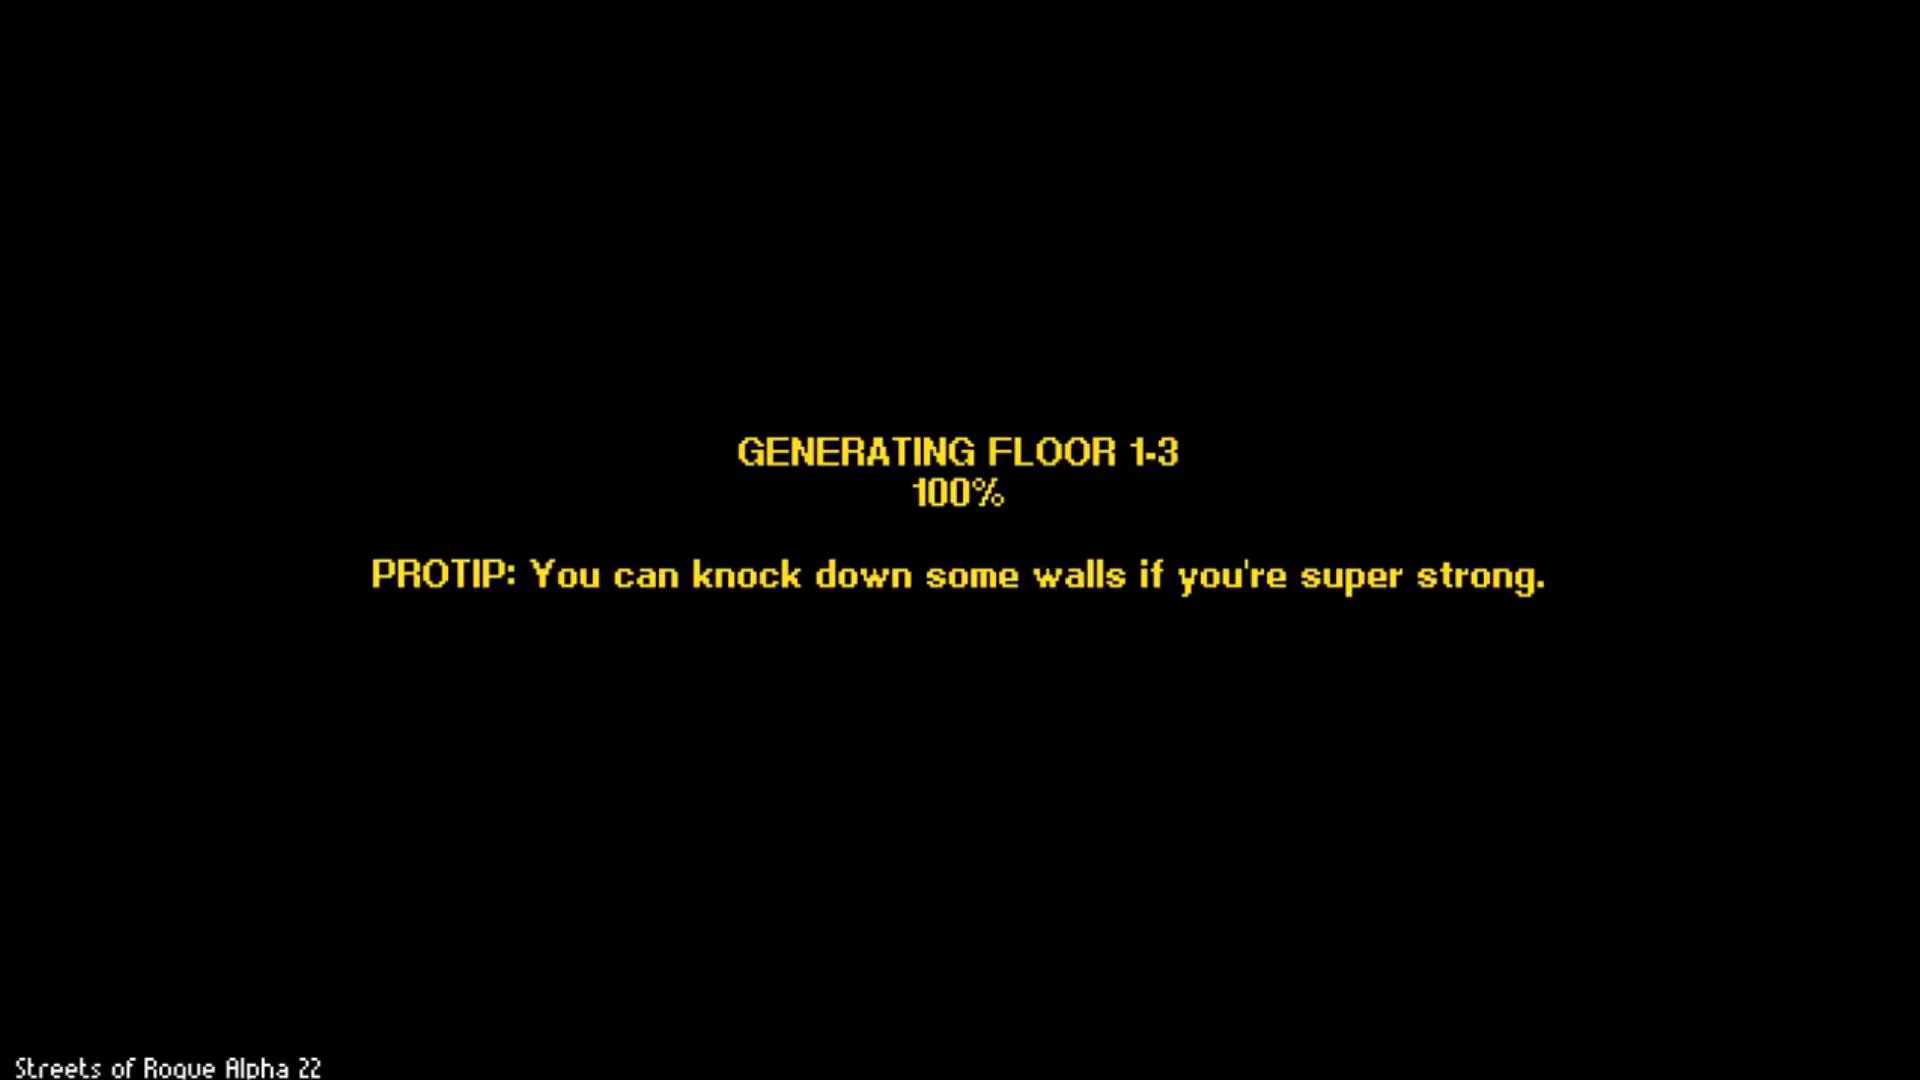 GENERATING FLOOR 1-3
100%
PROTIP: You can knock down some walls if you're super strong.
Streets of Rogue Alpha 22